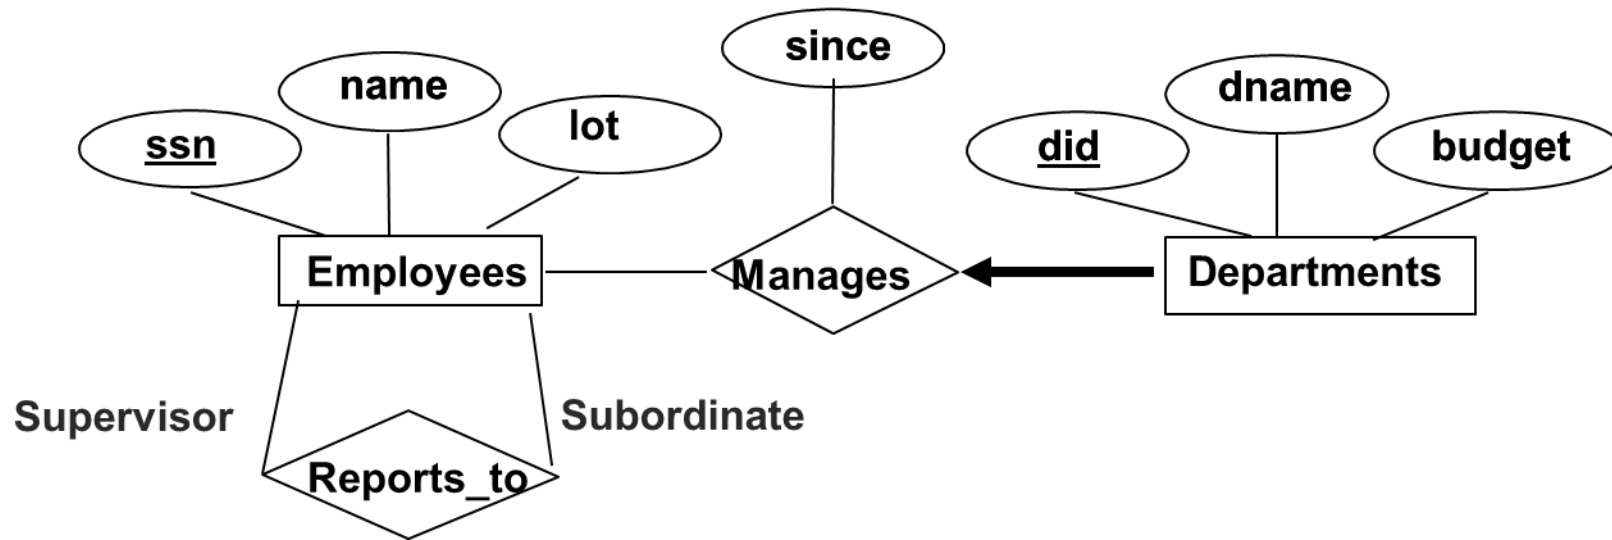 since
name
dname
lot
ssn
did
budget
Employees
Manages
Departments
Supervisor
Subordinate
Reports_to